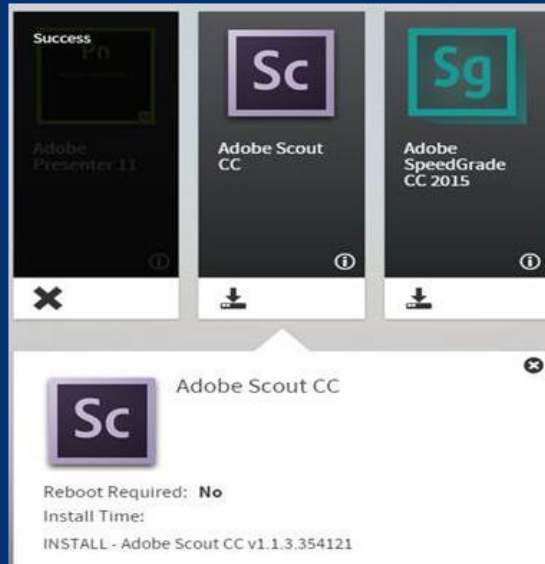 Success
Pn
Adobe
Presenter 11
Sc
Adobe Scout
CC
Sg
Adobe
SpeedGrade
CC 2015
Sc
Adobe Scout CC
Reboot Required: No
Install Time:
INSTALL - Adobe Scout CC v1.1.3.354121